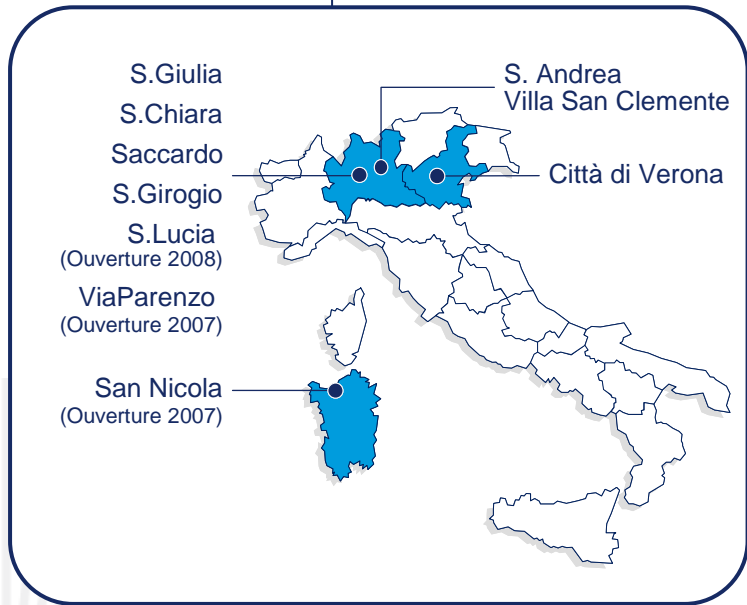 S.Giulia
S.Chiara
Saccardo
S.Girogio
S.Lucia
(Ouverture 2008)
ViaParenzo
(Ouverture 2007)
San Nicola
(Ouverture 2007)
S. Andrea
Villa San Clemente
Città di Verona